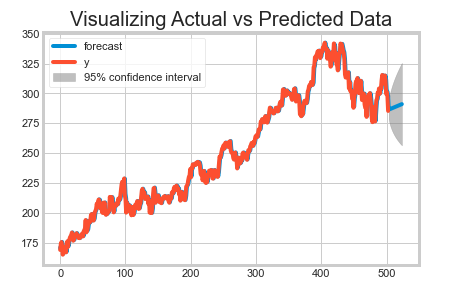 Visualizing Actual vs Predicted Data
350
325
300
275
250
225
200
175
forecast
y
95% confidence interval
0 100 200 300 400 500